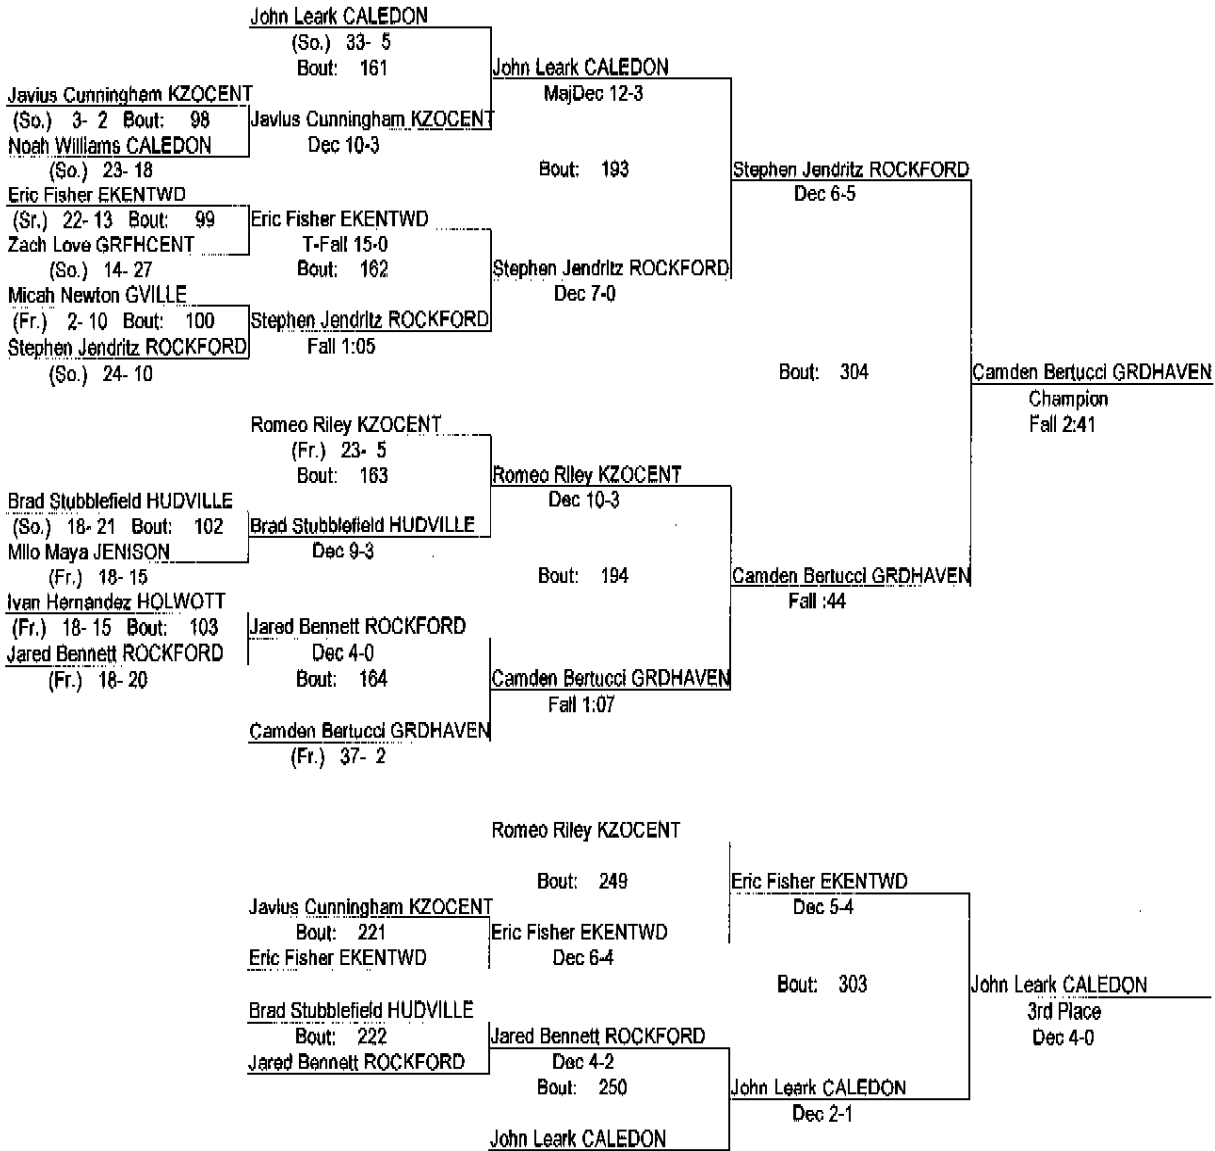 John Leark CALEDON
(So.) 33- 5
Bout: 161
John Leark CALEDON
MajDec 12-3
Javius Cunningham KZOCENT
(So.) 3- 2 Bout: 98
Javius Cunningham KZOCENT
Noah Williams CALEDON
Dec 10-3
(So.) 23- 18
Bout: 193
Stephen Jendritz ROCKFORD
Dec 6-5
Eric Fisher EKENTWD
(Sr.) 22- 13 Bout: 99
Eric Fisher EKENTWD
Zach Love GRFHCENT
T-Fall 15-0
(So.) 14- 27
Bout: 162
Stephen Jendritz ROCKFORD
Dec 7-0
Micah Newton GVILLE
(Fr.) 2- 10 Bout: 100
Stephen Jendritz ROCKFORD
Stephen Jendritz ROCKFORD
Fall 1:05
(So.) 24- 10
Bout: 304
Camden Bertucci GRDHAVEN
Champion
Fall 2:41
Romeo Riley KZOCENT
(Fr.) 23- 5
Bout: 163
Romeo Riley KZOCENT
Dec 10-3
Brad Stubblefield HUDVILLE
(So.) 18- 21 Bout: 102
Brad Stubblefield HUDVILLE
Milo Maya JENISON
Dec 9-3
(Fr.) 18- 15
Bout: 194
Camden Bertucci GRDHAVEN
Fall :44
Ivan Hernandez HOLWOTT
(Fr.) 18- 15 Bout: 103
Jared Bennett ROCKFORD
Jared Bennett ROCKFORD
Dec 4-0
(Fr.) 18- 20
Bout: 164
Camden Bertucci GRDHAVEN
Fall 1:07
Camden Bertucci GRDHAVEN
(Fr.) 37- 2
Romeo Riley KZOCENT
Bout: 249
Eric Fisher EKENTWD
Dec 5-4
Javius Cunningham KZOCENT
Bout: 221
Eric Fisher EKENTWD
Eric Fisher EKENTWD
Dec 6-4
Bout: 303
John Leark CALEDON
3rd Place
Dec 4-0
Brad Stubblefield HUDVILLE
Bout: 222
Jared Bennett ROCKFORD
Jared Bennett ROCKFORD
Dec 4-2
Bout: 250
John Leark CALEDON
Dec 2-1
John Leark CALEDON